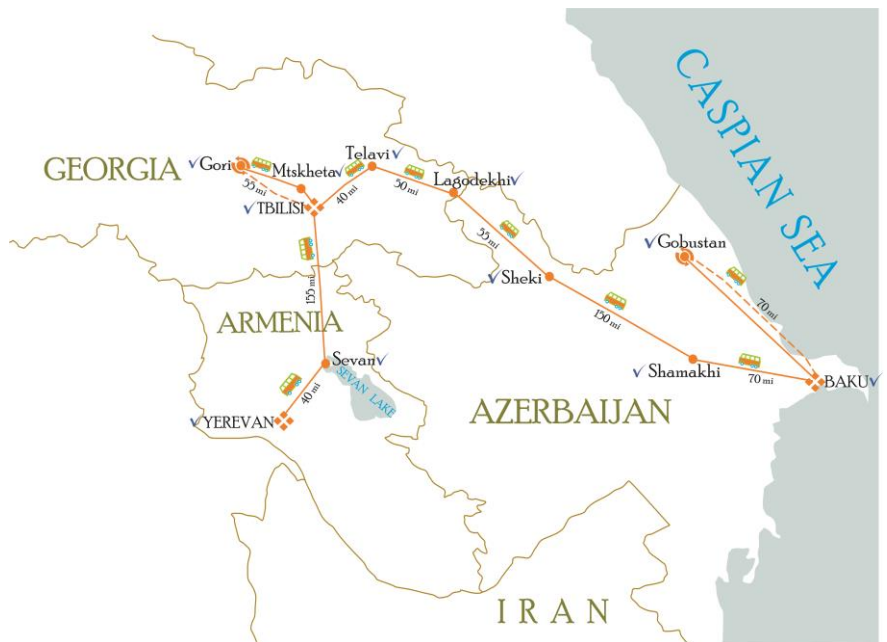 CASPIAN SEA
GEORGIA
Gori
Mtskheta
Telavi
Lagodekhi
55 mi
TBILISI
40 mi
50 mi
55 mi
Gobustan
Sheki
70 mi
155 mi
150 mi
ARMENIA
Sevan
SEVAN LAKE
40 mi
YEREVAN
Shamakhi
70 mi
BAKU
AZERBAIJAN
IRAN